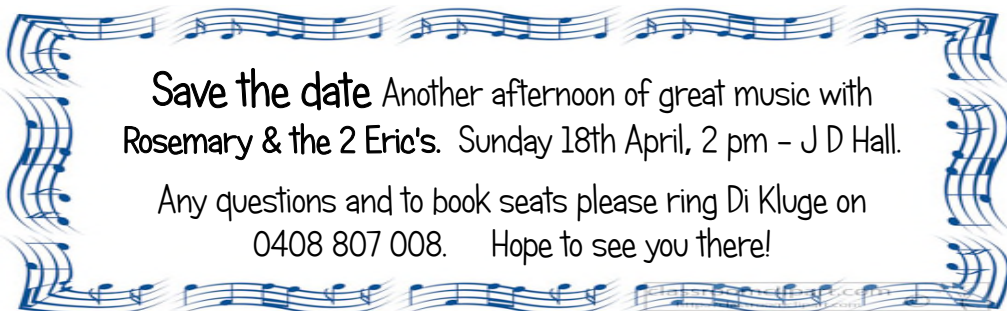 Save the date Another afternoon of great music with
Rosemary & the 2 Eric's. Sunday 18th April, 2 pm - J D Hall.
Any questions and to book seats please ring Di Kluge on
0408 807 008. Hope to see you there!
classroomclipart.com